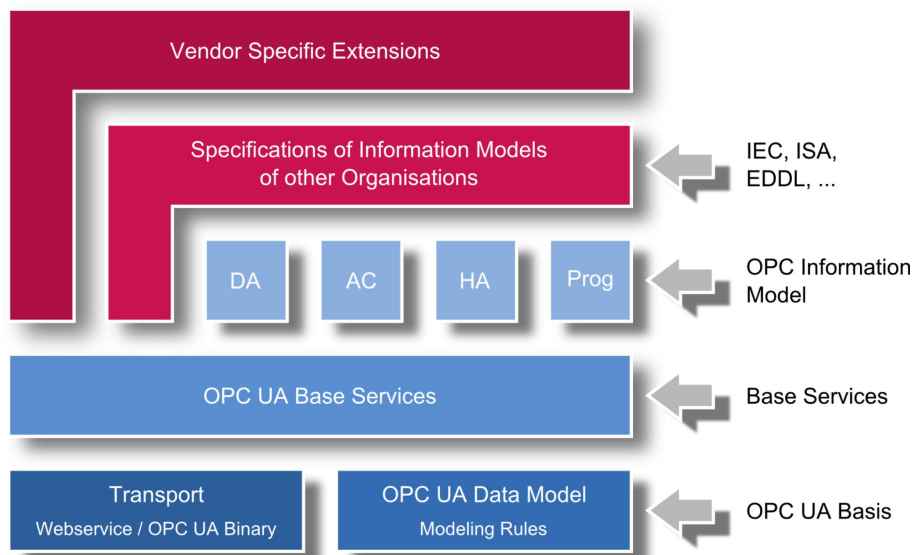 Vendor Specific Extensions
Specifications of Information Models
of other Organisations
IEC, ISA,
EDDL, ...
DA
AC
HA
Prog
OPC Information
Model
OPC UA Base Services
Base Services
Transport
Webservice / OPC UA Binary
OPC UA Data Model
Modeling Rules
OPC UA Basis